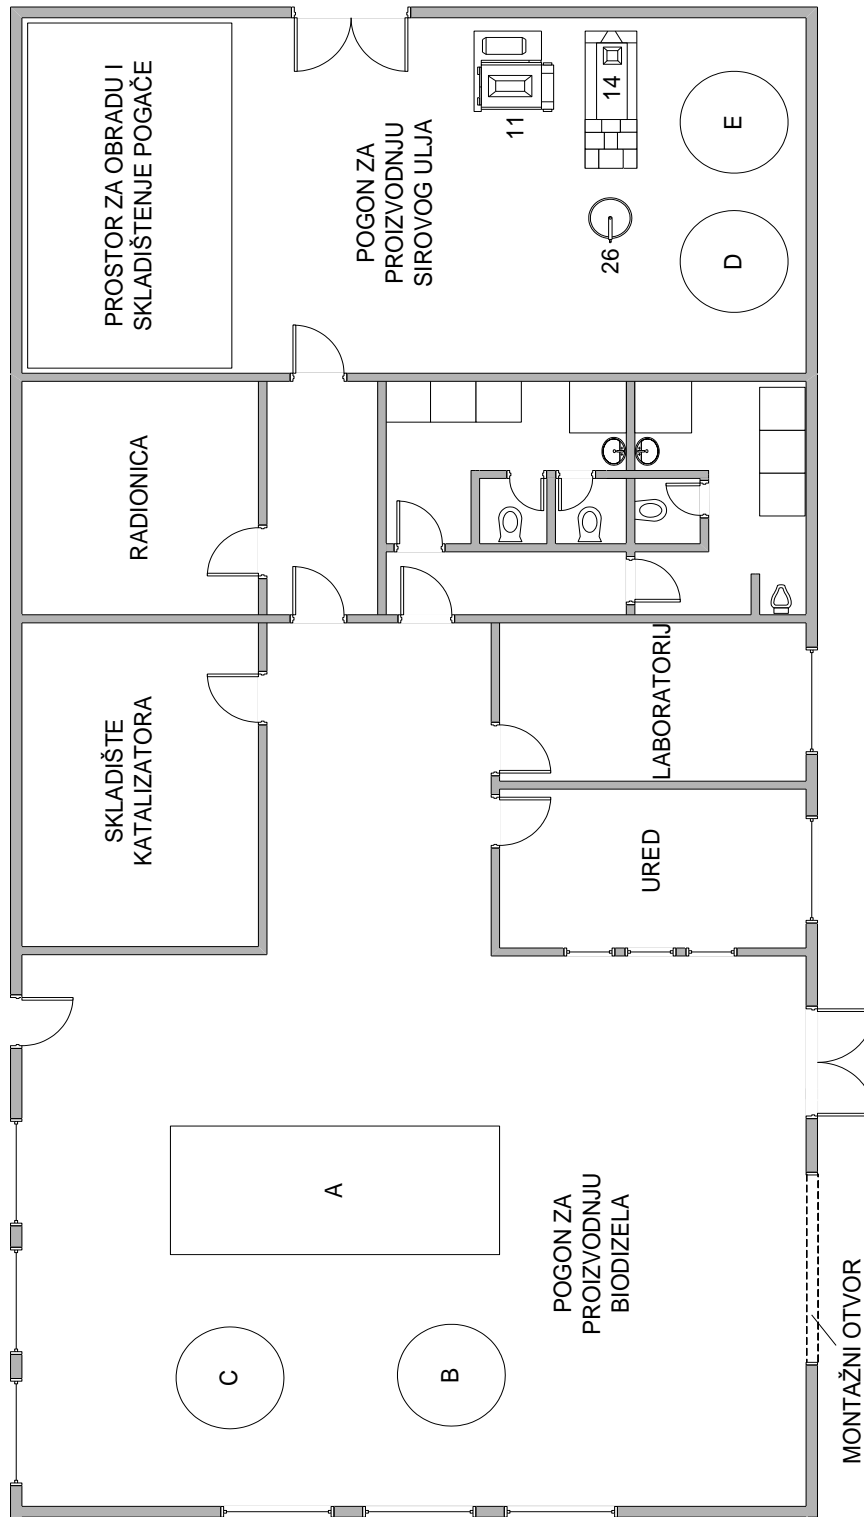 PROSTOR ZA OBRADU I
SKLADIŠTENJE POGAČE
POGON ZA
PROIZVODNJU
SIROVOG ULJA
11
14
E
26
D
RADIONICA
SKLADIŠTE
KATALIZATORA
LABORATORIJ
URED
A
POGON ZA
PROIZVODNJU
BIODIZELA
C
B
MONTAŽNI OTVOR